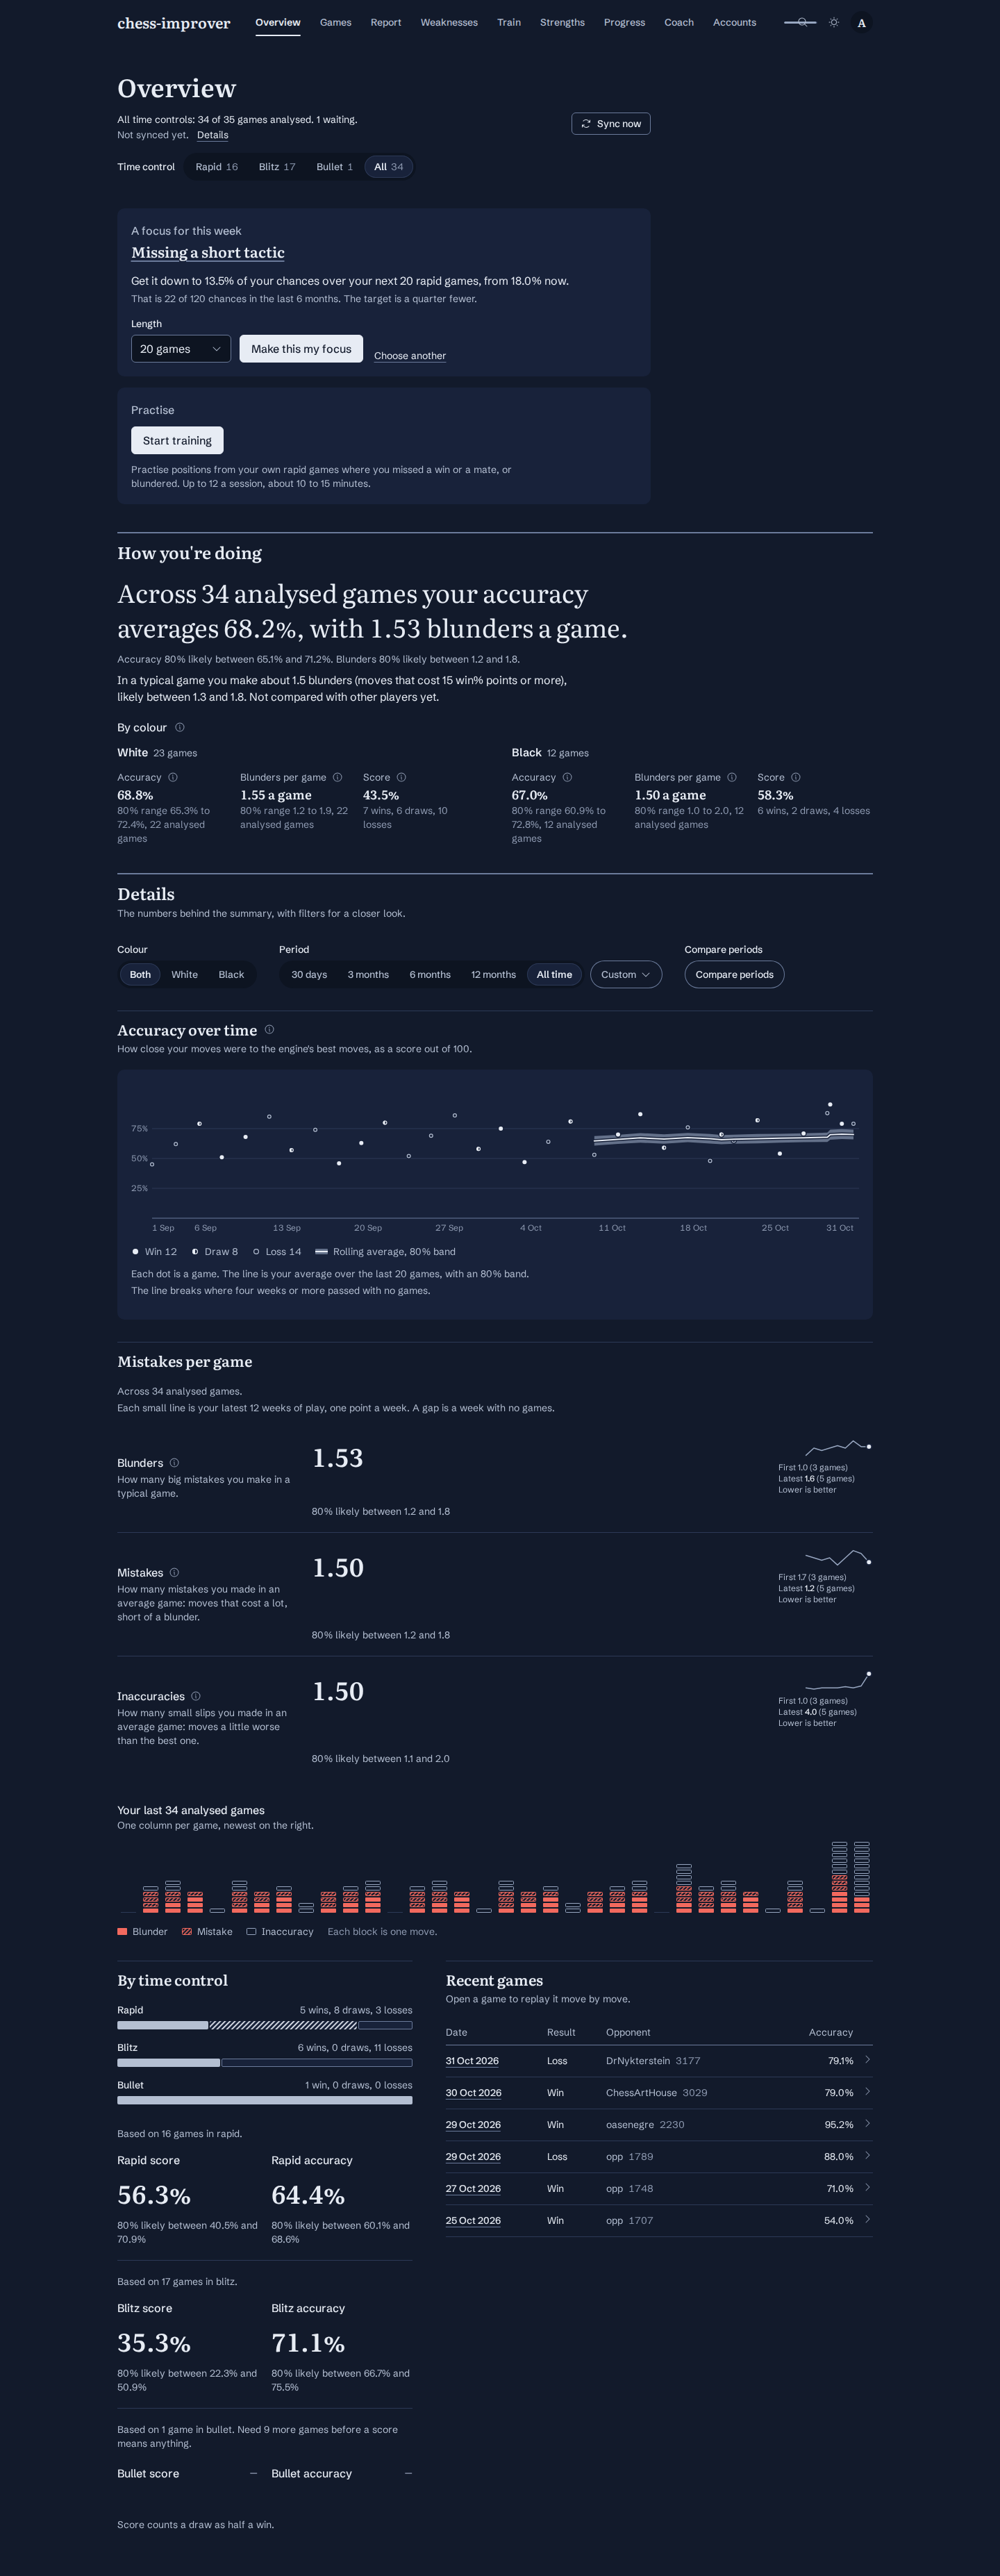 chess-improver Overview Games Report Weaknesses Train Strengths Progress Coach Accounts A
Overview
All time controls: 34 of 35 games analysed. 1 waiting.
Not synced yet. Details
Sync now
Time control Rapid 16 Blitz 17 Bullet 1 All 34
A focus for this week
Missing a short tactic
Get it down to 13.5% of your chances over your next 20 rapid games, from 18.0% now.
That is 22 of 120 chances in the last 6 months. The target is a quarter fewer.
Length
20 games Make this my focus Choose another
Practise
Start training
Practise positions from your own rapid games where you missed a win or a mate, or
blundered. Up to 12 a session, about 10 to 15 minutes.
How you're doing
Across 34 analysed games your accuracy
averages 68.2%, with 1.53 blunders a game.
Accuracy 80% likely between 65.1% and 71.2%. Blunders 80% likely between 1.2 and 1.8.
In a typical game you make about 1.5 blunders (moves that cost 15 win% points or more),
likely between 1.3 and 1.8. Not compared with other players yet.
By colour
White 23 games
Accuracy
68.8%
80% range 65.3% to
72.4%, 22 analysed
games
Blunders per game
1.55 a game
80% range 1.2 to 1.9, 22
analysed games
Score
43.5%
7 wins, 6 draws, 10
losses
Black 12 games
Accuracy
67.0%
80% range 60.9% to
72.8%, 12 analysed
games
Blunders per game
1.50 a game
80% range 1.0 to 2.0, 12
analysed games
Score
58.3%
6 wins, 2 draws, 4 losses
Details
The numbers behind the summary, with filters for a closer look.
Colour
Both White Black
Period
30 days 3 months 6 months 12 months All time Custom
Compare periods
Compare periods
Accuracy over time
How close your moves were to the engine's best moves, as a score out of 100.
75%
50%
25%
1 Sep 6 Sep 13 Sep 20 Sep 27 Sep 4 Oct 11 Oct 18 Oct 25 Oct 31 Oct
Win 12 Draw 8 Loss 14 Rolling average, 80% band
Each dot is a game. The line is your average over the last 20 games, with an 80% band.
The line breaks where four weeks or more passed with no games.
Mistakes per game
Across 34 analysed games.
Each small line is your latest 12 weeks of play, one point a week. A gap is a week with no games.
Blunders
How many big mistakes you make in a
typical game.
1.53
80% likely between 1.2 and 1.8
First 1.0 (3 games)
Latest 1.6 (5 games)
Lower is better
Mistakes
How many mistakes you made in an
average game: moves that cost a lot,
short of a blunder.
1.50
80% likely between 1.2 and 1.8
First 1.7 (3 games)
Latest 1.2 (5 games)
Lower is better
Inaccuracies
How many small slips you made in an
average game: moves a little worse
than the best one.
1.50
80% likely between 1.1 and 2.0
First 1.0 (3 games)
Latest 4.0 (5 games)
Lower is better
Your last 34 analysed games
One column per game, newest on the right.
Blunder Mistake Inaccuracy Each block is one move.
By time control
Rapid 5 wins, 8 draws, 3 losses
Blitz 6 wins, 0 draws, 11 losses
Bullet 1 win, 0 draws, 0 losses
Based on 16 games in rapid.
Rapid score
56.3%
80% likely between 40.5% and
70.9%
Rapid accuracy
64.4%
80% likely between 60.1% and
68.6%
Based on 17 games in blitz.
Blitz score
35.3%
80% likely between 22.3% and
50.9%
Blitz accuracy
71.1%
80% likely between 66.7% and
75.5%
Based on 1 game in bullet. Need 9 more games before a score
means anything.
Bullet score – Bullet accuracy –
Score counts a draw as half a win.
Recent games
Open a game to replay it move by move.
Date Result Opponent Accuracy
31 Oct 2026 Loss DrNykterstein 3177 79.1%
30 Oct 2026 Win ChessArtHouse 3029 79.0%
29 Oct 2026 Win oasenegre 2230 95.2%
29 Oct 2026 Loss opp 1789 88.0%
27 Oct 2026 Win opp 1748 71.0%
25 Oct 2026 Win opp 1707 54.0%